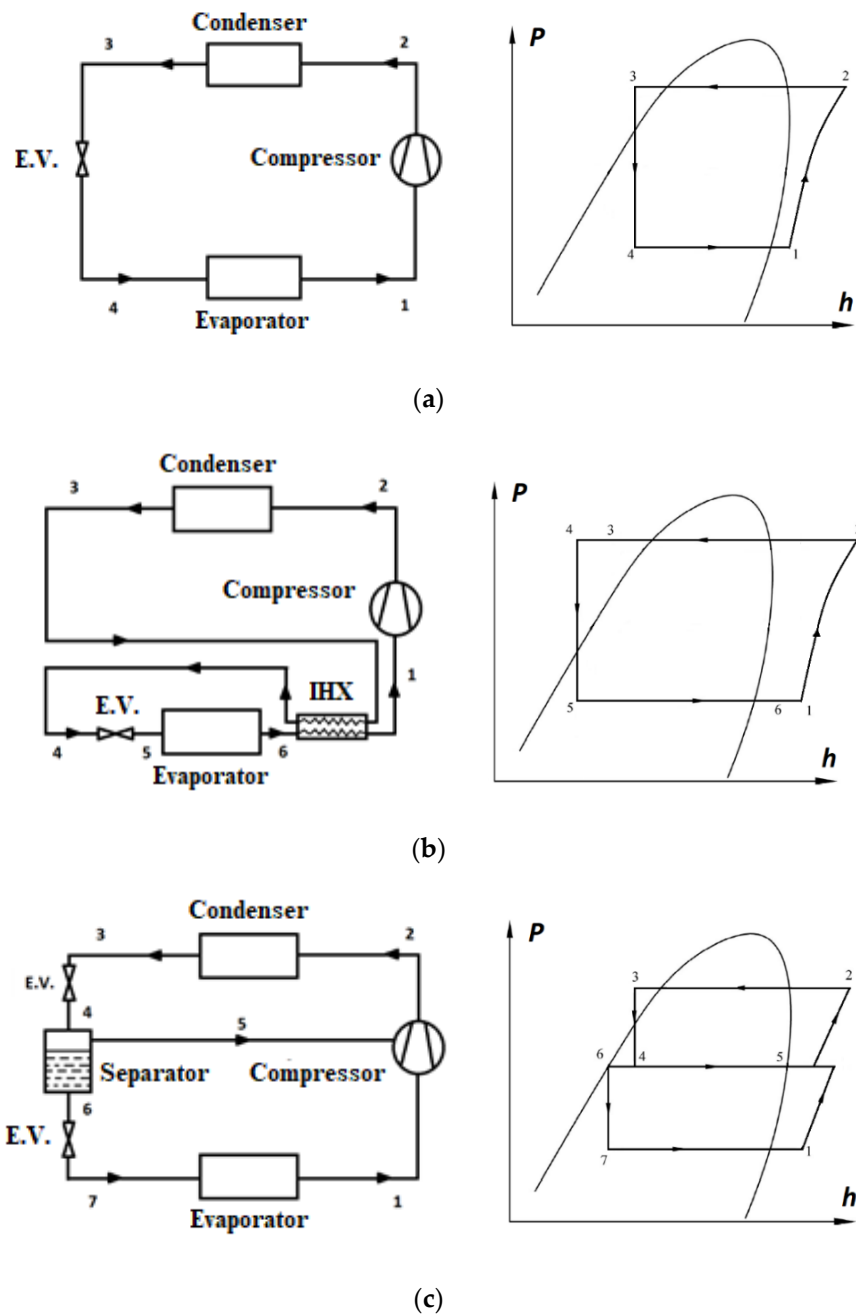 Condenser
3 2
E.V. Compressor
4 1
Evaporator
P
3 2
4 1
h
(a)
Condenser
3 2
Compressor
1
IHX
E.V.
4 5 6
Evaporator
P
4 3
5 6 1
h
(b)
Condenser
3 2
E.V.
4 5
Separator Compressor
6
E.V.
7 1
Evaporator
P
3 2
6 4 5
7 1
h
(c)